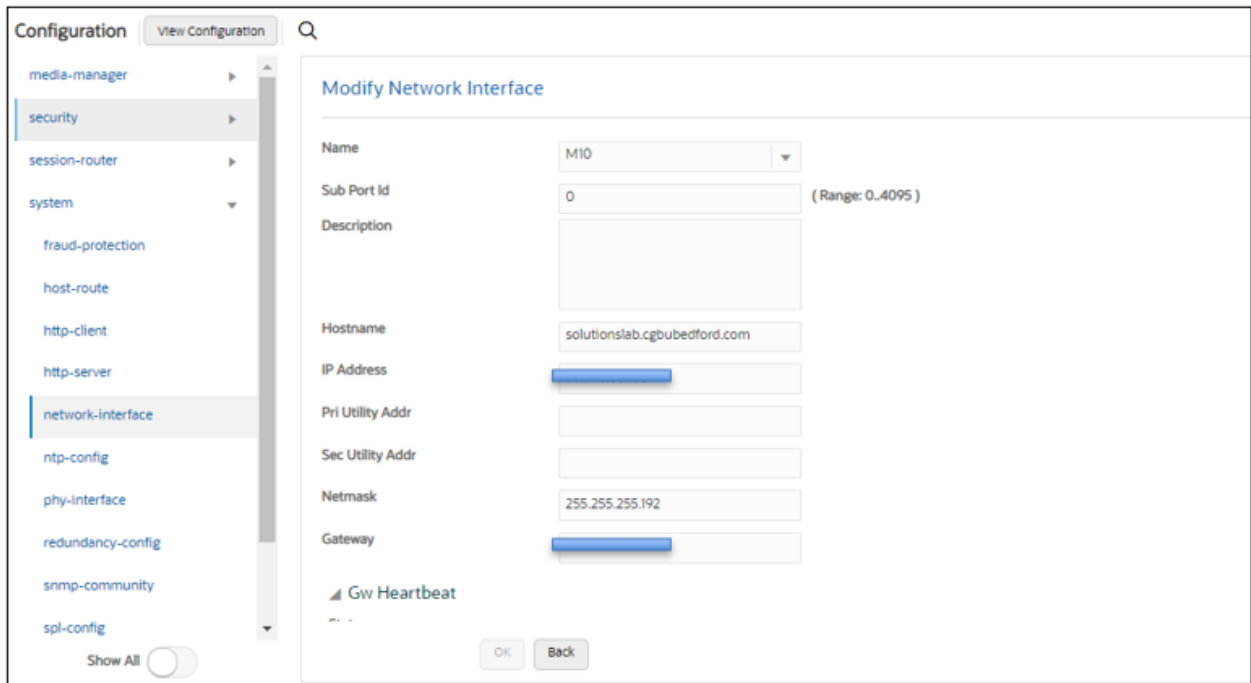 Configuration View Configuration
media-manager
security
session-router
system
fraud-protection
host-route
http-client
http-server
network-interface
ntp-config
phy-interface
redundancy-config
snmp-community
spl-config
Show All
Modify Network Interface
Name M10
Sub Port Id 0 ( Range: 0..4095 )
Description
Hostname solutionslab.cgbubedford.com
IP Address
Pri Utility Addr
Sec Utility Addr
Netmask 255.255.255.192
Gateway
Gw Heartbeat
OK Back